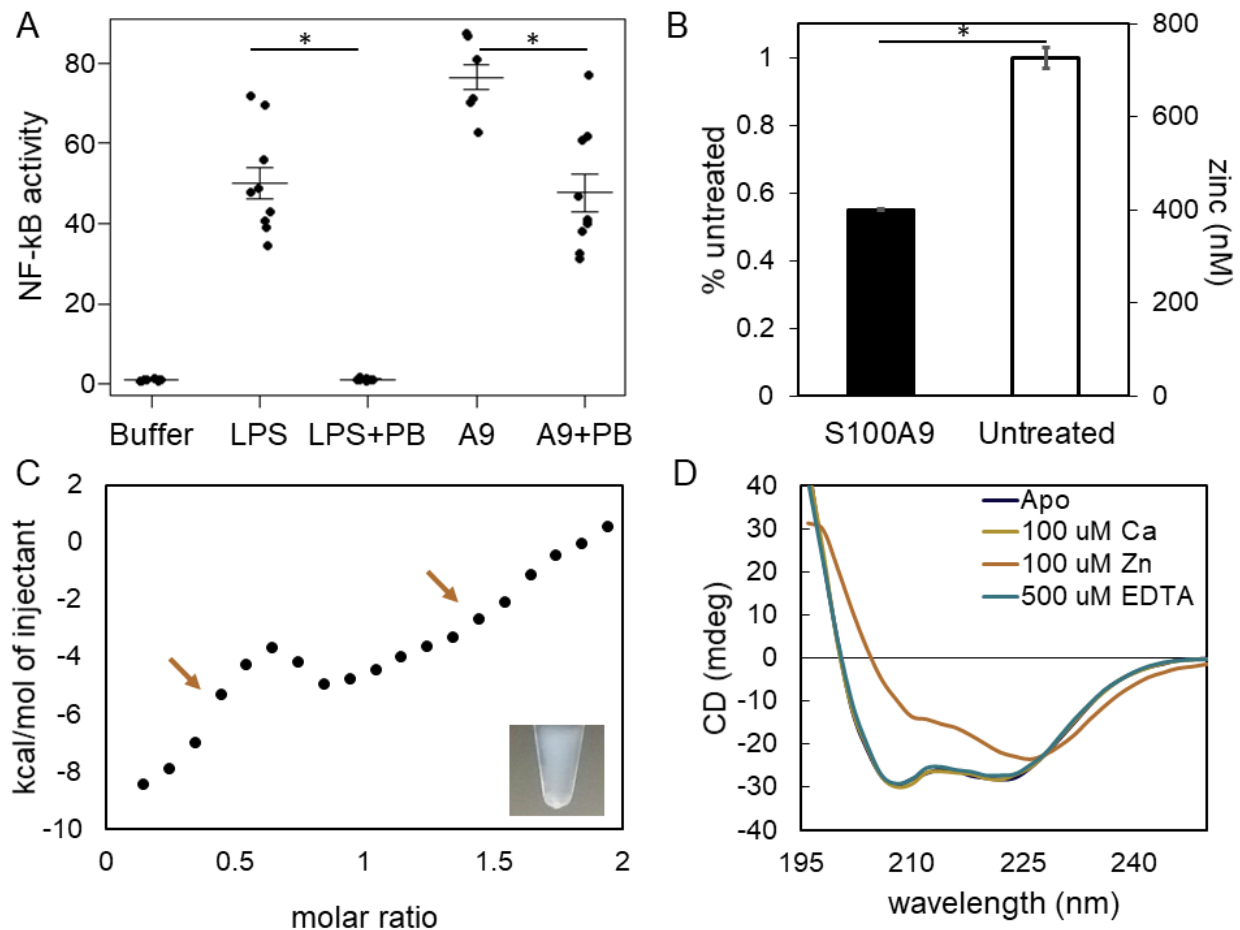 A
NF-kB activity
80
60
40
20
0
*
*
Buffer LPS LPS+PB A9 A9+PB
B
% untreated
1
0.8
0.6
0.4
0.2
0
*
800
600
400
200
0
zinc (nM)
S100A9 Untreated
C
kcal/mol of injectant
2
0
-2
-4
-6
-8
-10
0 0.5 1 1.5 2
molar ratio
D
CD (mdeg)
40
30
20
10
0
-10
-20
-30
-40
Apo
100 uM Ca
100 uM Zn
500 uM EDTA
195 210 225 240
wavelength (nm)